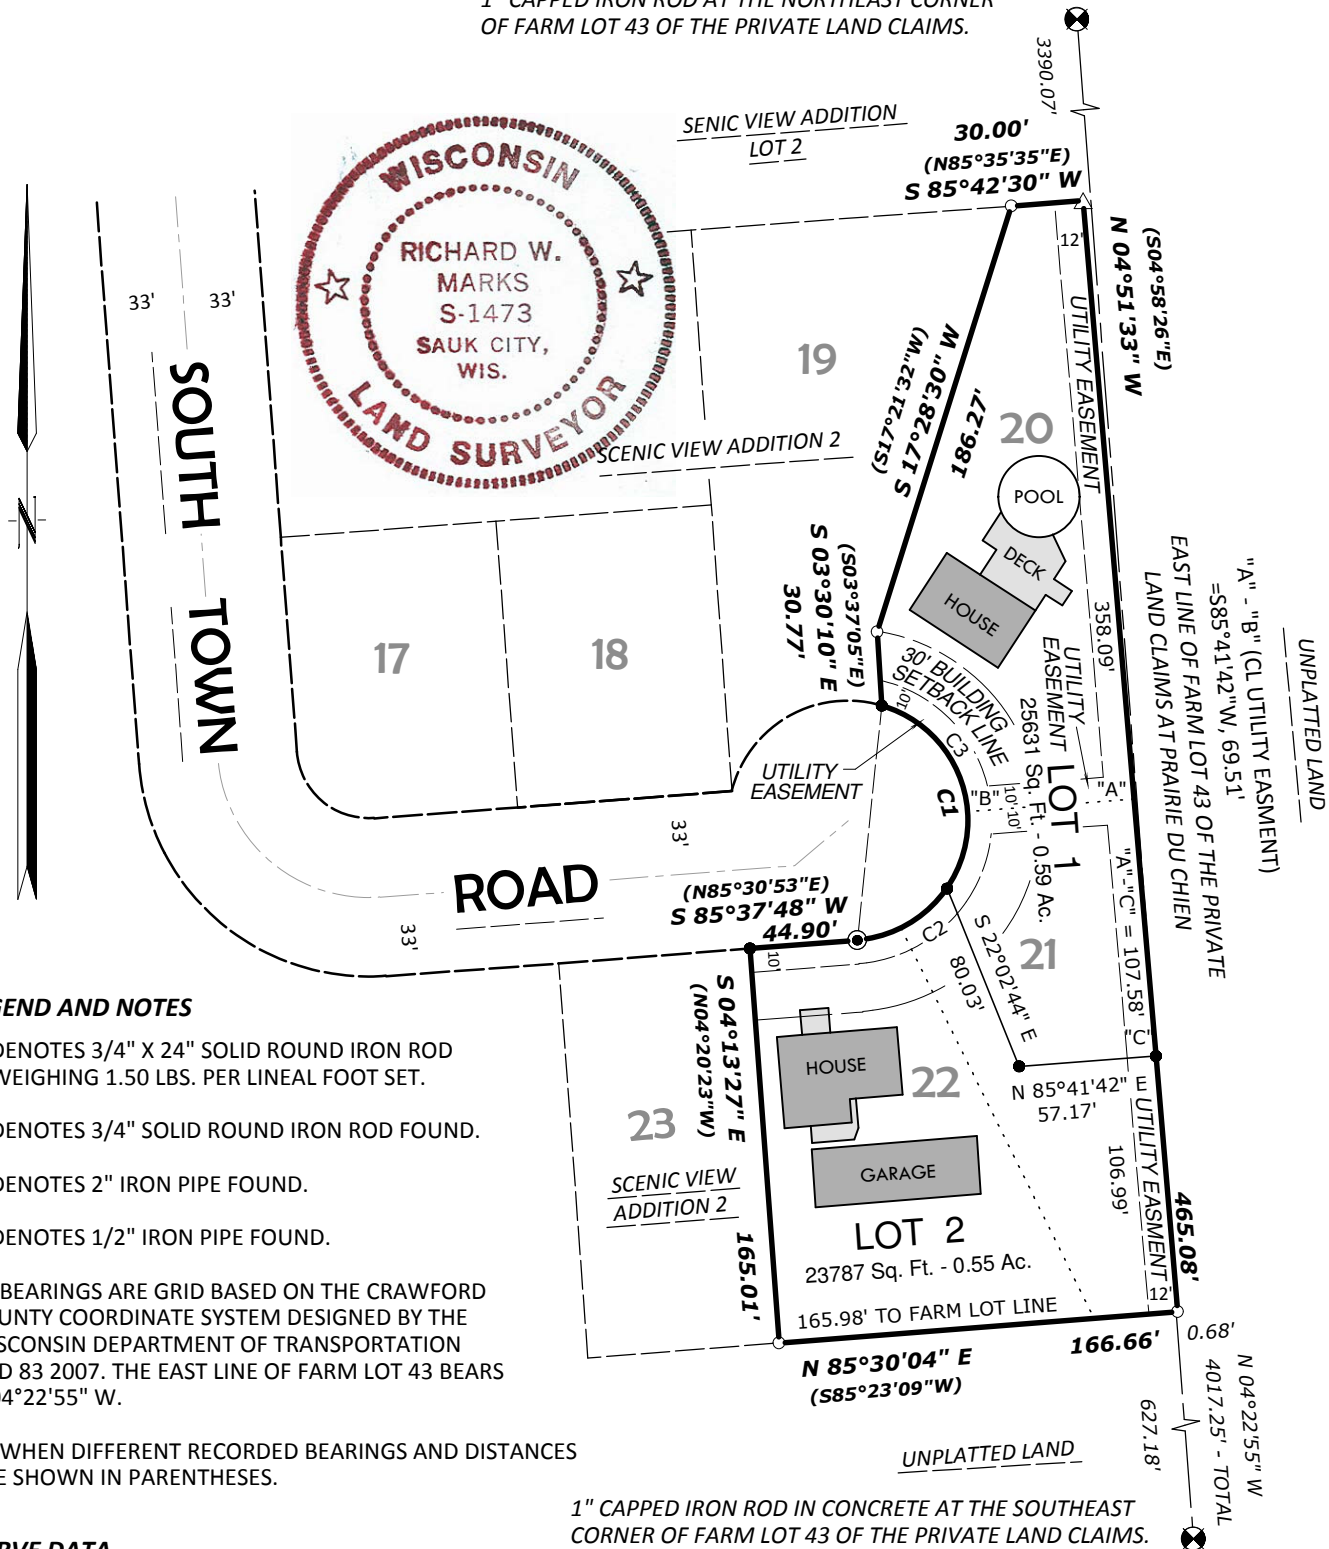 1" CAPPED IRON ROD AT THE NORTHEAST CORNER
OF FARM LOT 43 OF THE PRIVATE LAND CLAIMS.
3390.07'
SENIC VIEW ADDITION
LOT 2
30.00'
(N85°35'35"E)
S 85°42'30" W
WISCONSIN
RICHARD W.
MARKS
S-1473
SAUK CITY,
WIS.
LAND SURVEYOR
12'
(S04°58'26"E)
N 04°51'33" W
UTILITY EASEMENT
33'
33'
SOUTH TOWN
ROAD
N
19
SCENIC VIEW ADDITION 2
(S17°21'32"W)
S 17°28'30" W
186.27'
20
POOL
DECK
HOUSE
(S03°37'05"E)
S 03°30'10" E
30.77'
17
18
358.09'
UNPLATTED LAND
"A" - "B" (CL UTILITY EASMENT)
=S85°41'42"W, 69.51'
EAST LINE OF FARM LOT 43 OF THE PRIVATE
LAND CLAIMS AT PRAIRIE DU CHIEN
30' BUILDING
SETBACK LINE
10'
UTILITY
EASEMENT
LOT 1
25631 Sq. Ft. - 0.59 Ac.
C3
C1
UTILITY
EASEMENT
"B"
"A"
10'
10'
33'
33'
(N85°30'53"E)
S 85°37'48" W
44.90'
10'
C2
21
S 22°02'44" E
80.03'
"A"-"C" = 107.58'
"C"
N 85°41'42" E
57.17'
S 04°13'27" E
(N04°20'23"W)
165.01'
HOUSE
22
GARAGE
23
SCENIC VIEW
ADDITION 2
LOT 2
23787 Sq. Ft. - 0.55 Ac.
165.98' TO FARM LOT LINE
106.99'
UTILITY EASMENT
12'
465.08'
N 85°30'04" E
(S85°23'09"W)
166.66'
0.68'
N 04°22'55" W
4017.25' - TOTAL
627.18'
UNPLATTED LAND
GEND AND NOTES
DENOTES 3/4" X 24" SOLID ROUND IRON ROD
WEIGHING 1.50 LBS. PER LINEAL FOOT SET.
DENOTES 3/4" SOLID ROUND IRON ROD FOUND.
DENOTES 2" IRON PIPE FOUND.
DENOTES 1/2" IRON PIPE FOUND.
BEARINGS ARE GRID BASED ON THE CRAWFORD
UNTY COORDINATE SYSTEM DESIGNED BY THE
SCONSIN DEPARTMENT OF TRANSPORTATION
D 83 2007. THE EAST LINE OF FARM LOT 43 BEARS
04°22'55" W.
WHEN DIFFERENT RECORDED BEARINGS AND DISTANCES
E SHOWN IN PARENTHESES.
1" CAPPED IRON ROD IN CONCRETE AT THE SOUTHEAST
CORNER OF FARM LOT 43 OF THE PRIVATE LAND CLAIMS.
RVE DATA